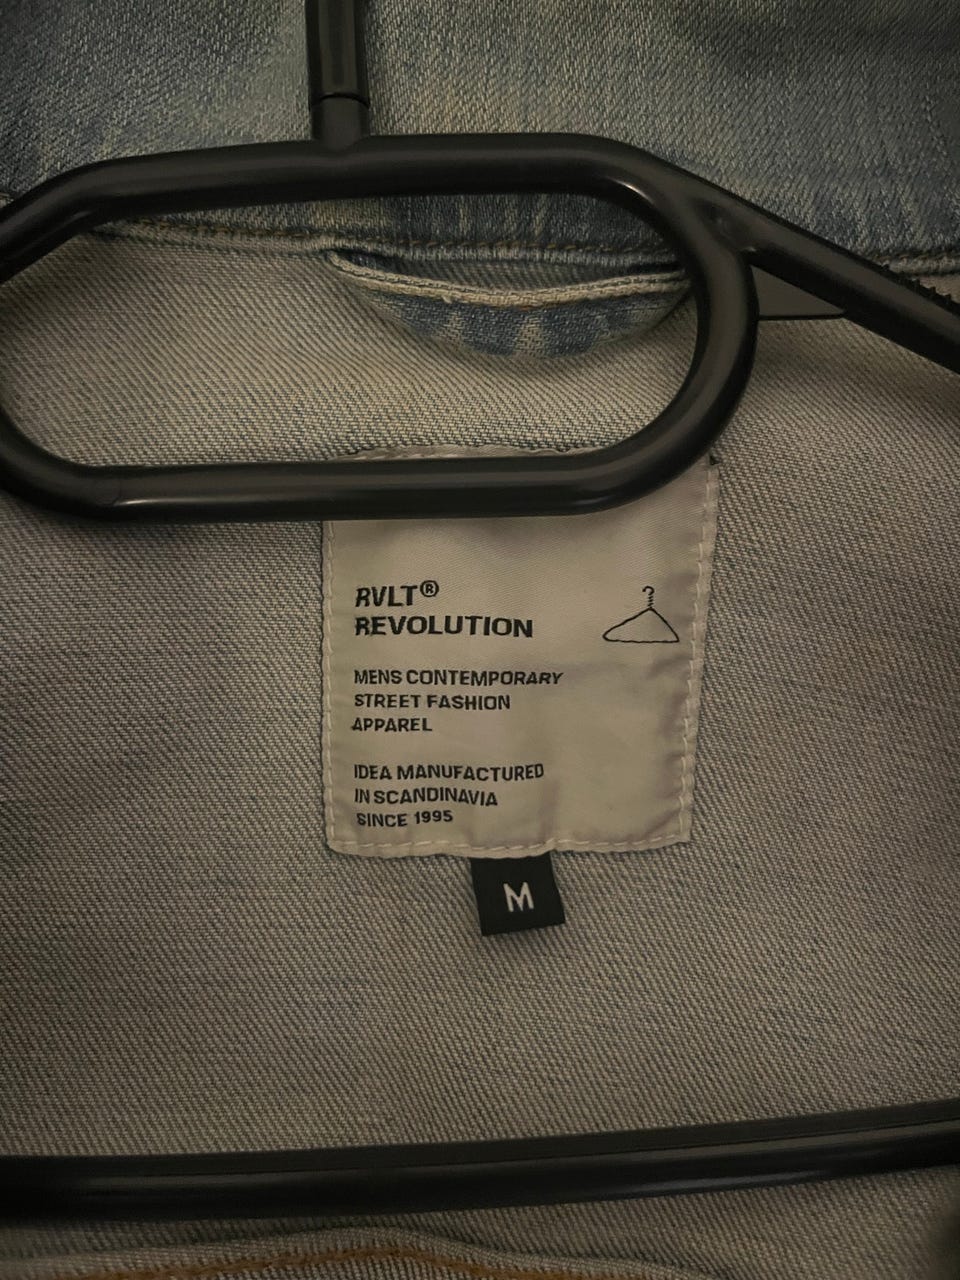 RVLT®
REVOLUTION
MENS CONTEMPORARY
STREET FASHION
APPAREL
IDEA MANUFACTURED
IN SCANDINAVIA
SINCE 1995
M